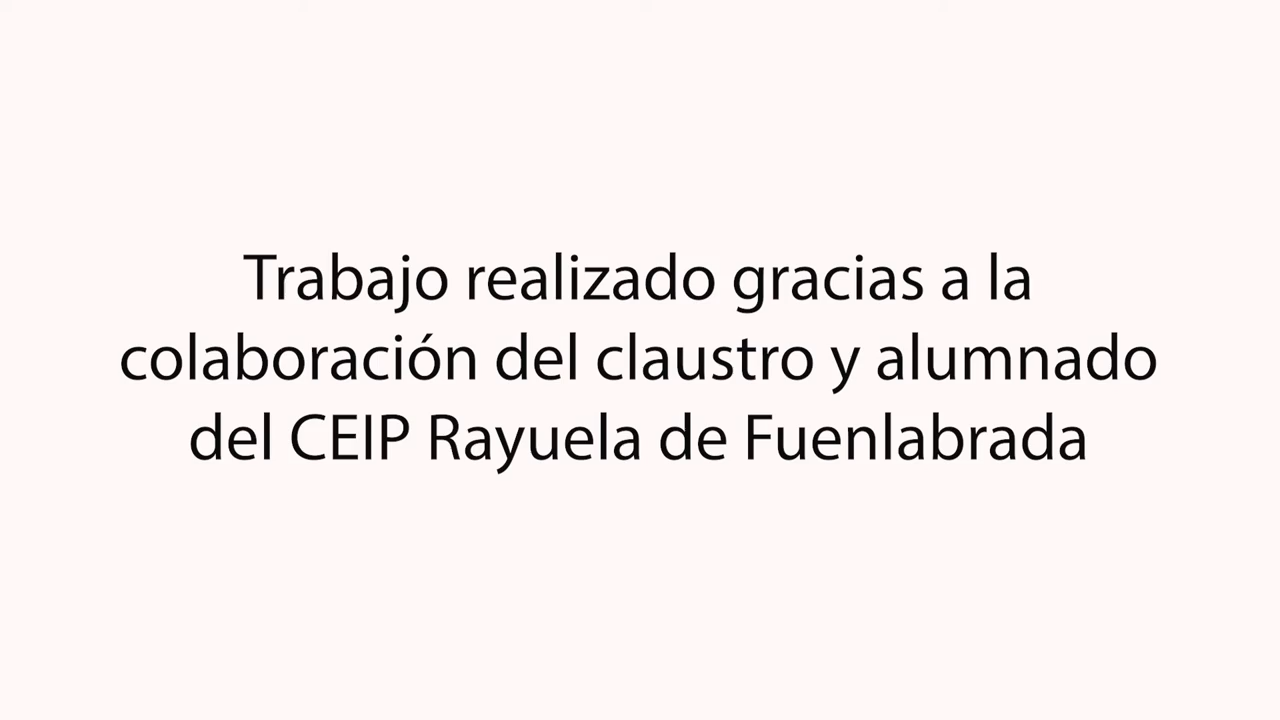 Trabajo realizado gracias a la
colaboración del claustro y alumnado
del CEIP Rayuela de Fuenlabrada